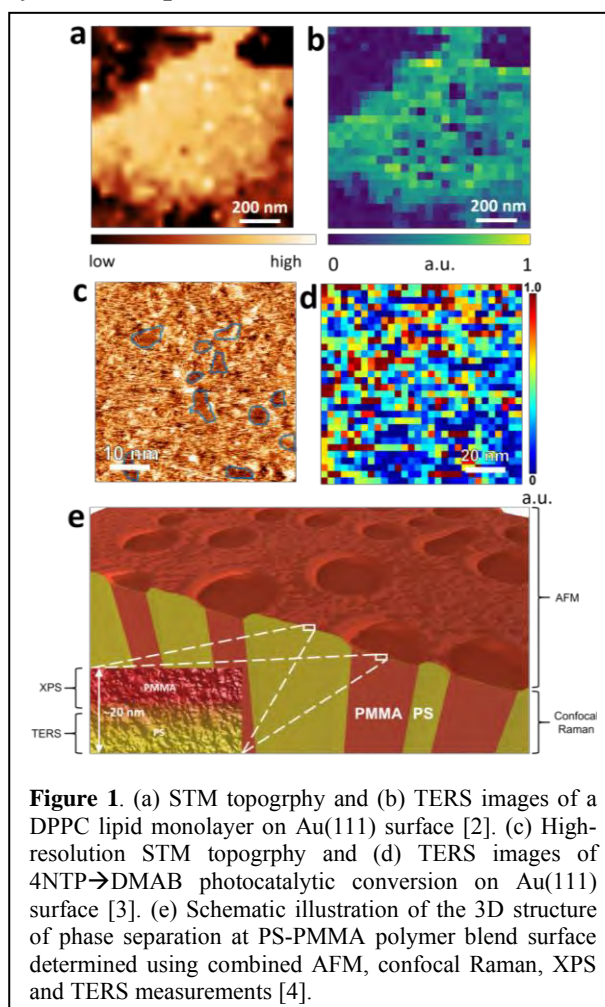 a
b
200 nm
200 nm
low
high
0
a.u.
1
c
d
1.0
10 nm
20 nm
0
a.u.
e
AFM
XPS
PMMA
~20 nm
TERS
PS
PMMA PS
Confocal
Raman
Figure 1. (a) STM topogrphy and (b) TERS images of a
DPPC lipid monolayer on Au(111) surface [2]. (c) High-
resolution STM topogrphy and (d) TERS images of
4NTP→DMAB photocatalytic conversion on Au(111)
surface [3]. (e) Schematic illustration of the 3D structure
of phase separation at PS-PMMA polymer blend surface
determined using combined AFM, confocal Raman, XPS
and TERS measurements [4].